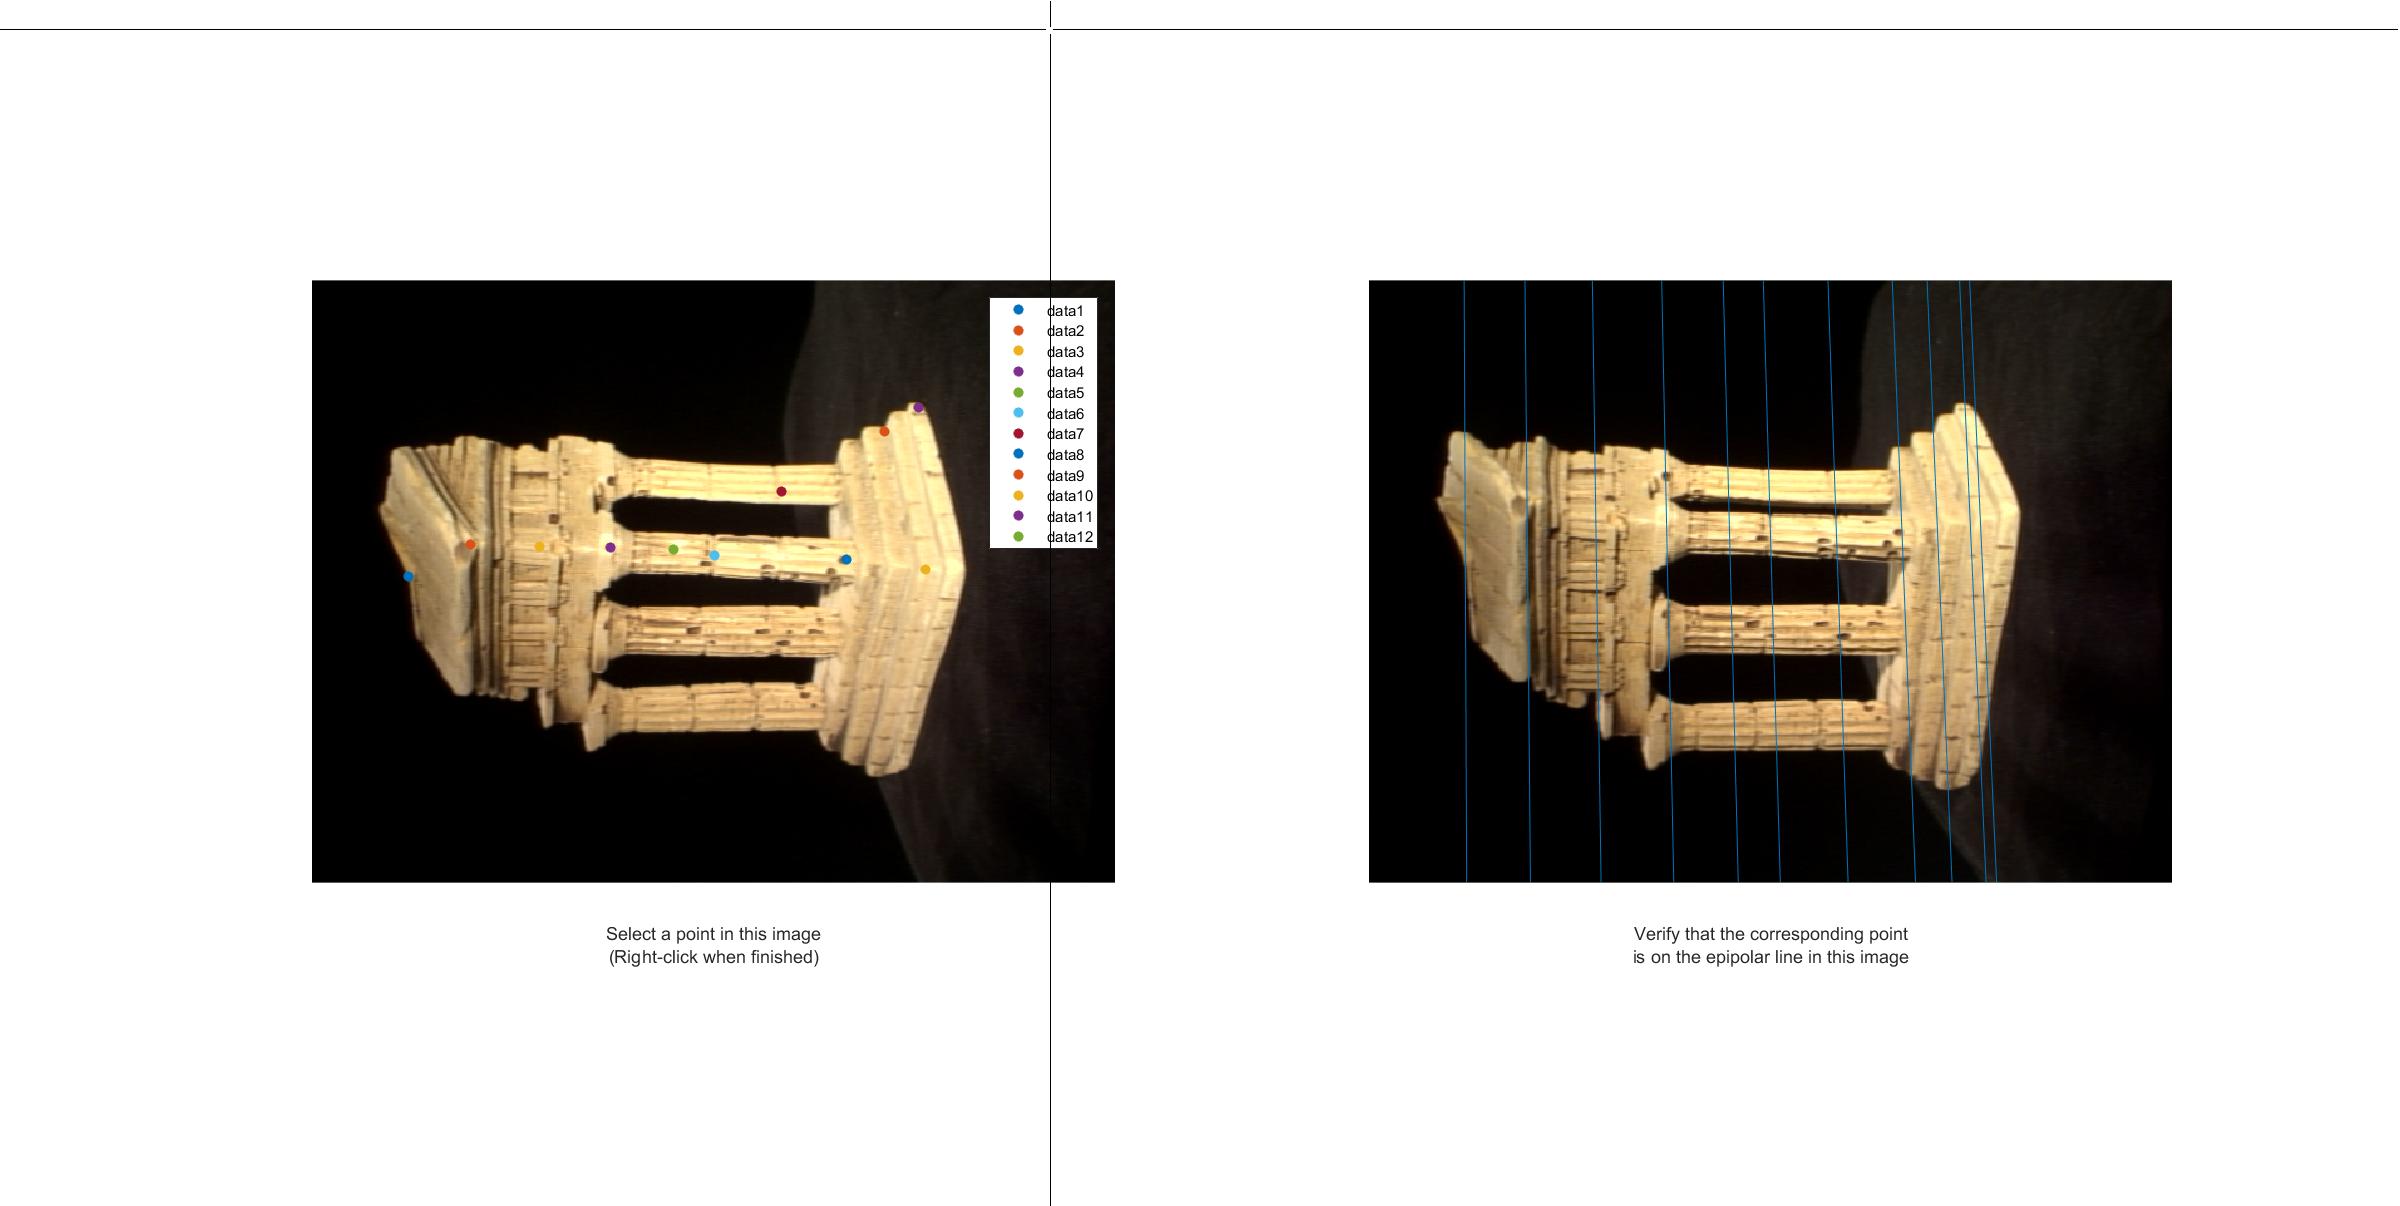 data1
data2
data3
data4
data5
data6
data7
data8
data9
data10
data11
data12
Select a point in this image
(Right-click when finished)
Verify that the corresponding point
is on the epipolar line in this image